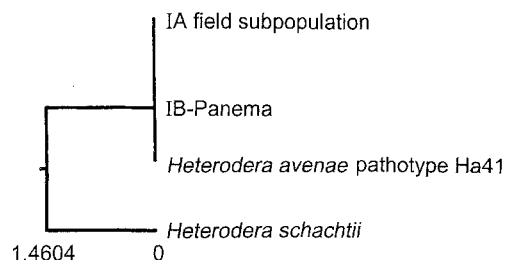 IA field subpopulation
IB-Panema
Heterodera avenae pathotype Ha41
Heterodera schachtii
1.4604 0